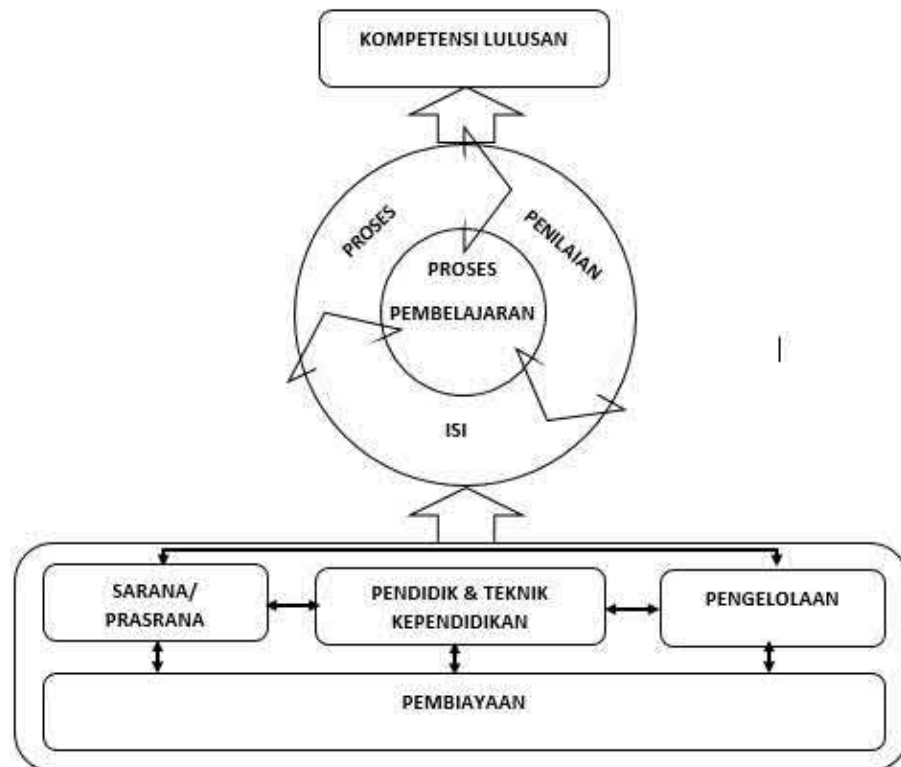 KOMPETENSI LULUSAN
PROSES
PENILAIAN
PROSES
PEMBELAJARAN
ISI
SARANA/
PRASRANA
PENDIDIK & TEKNIK
KEPENDIDIKAN
PENGELOLAAN
PEMBIAYAAN